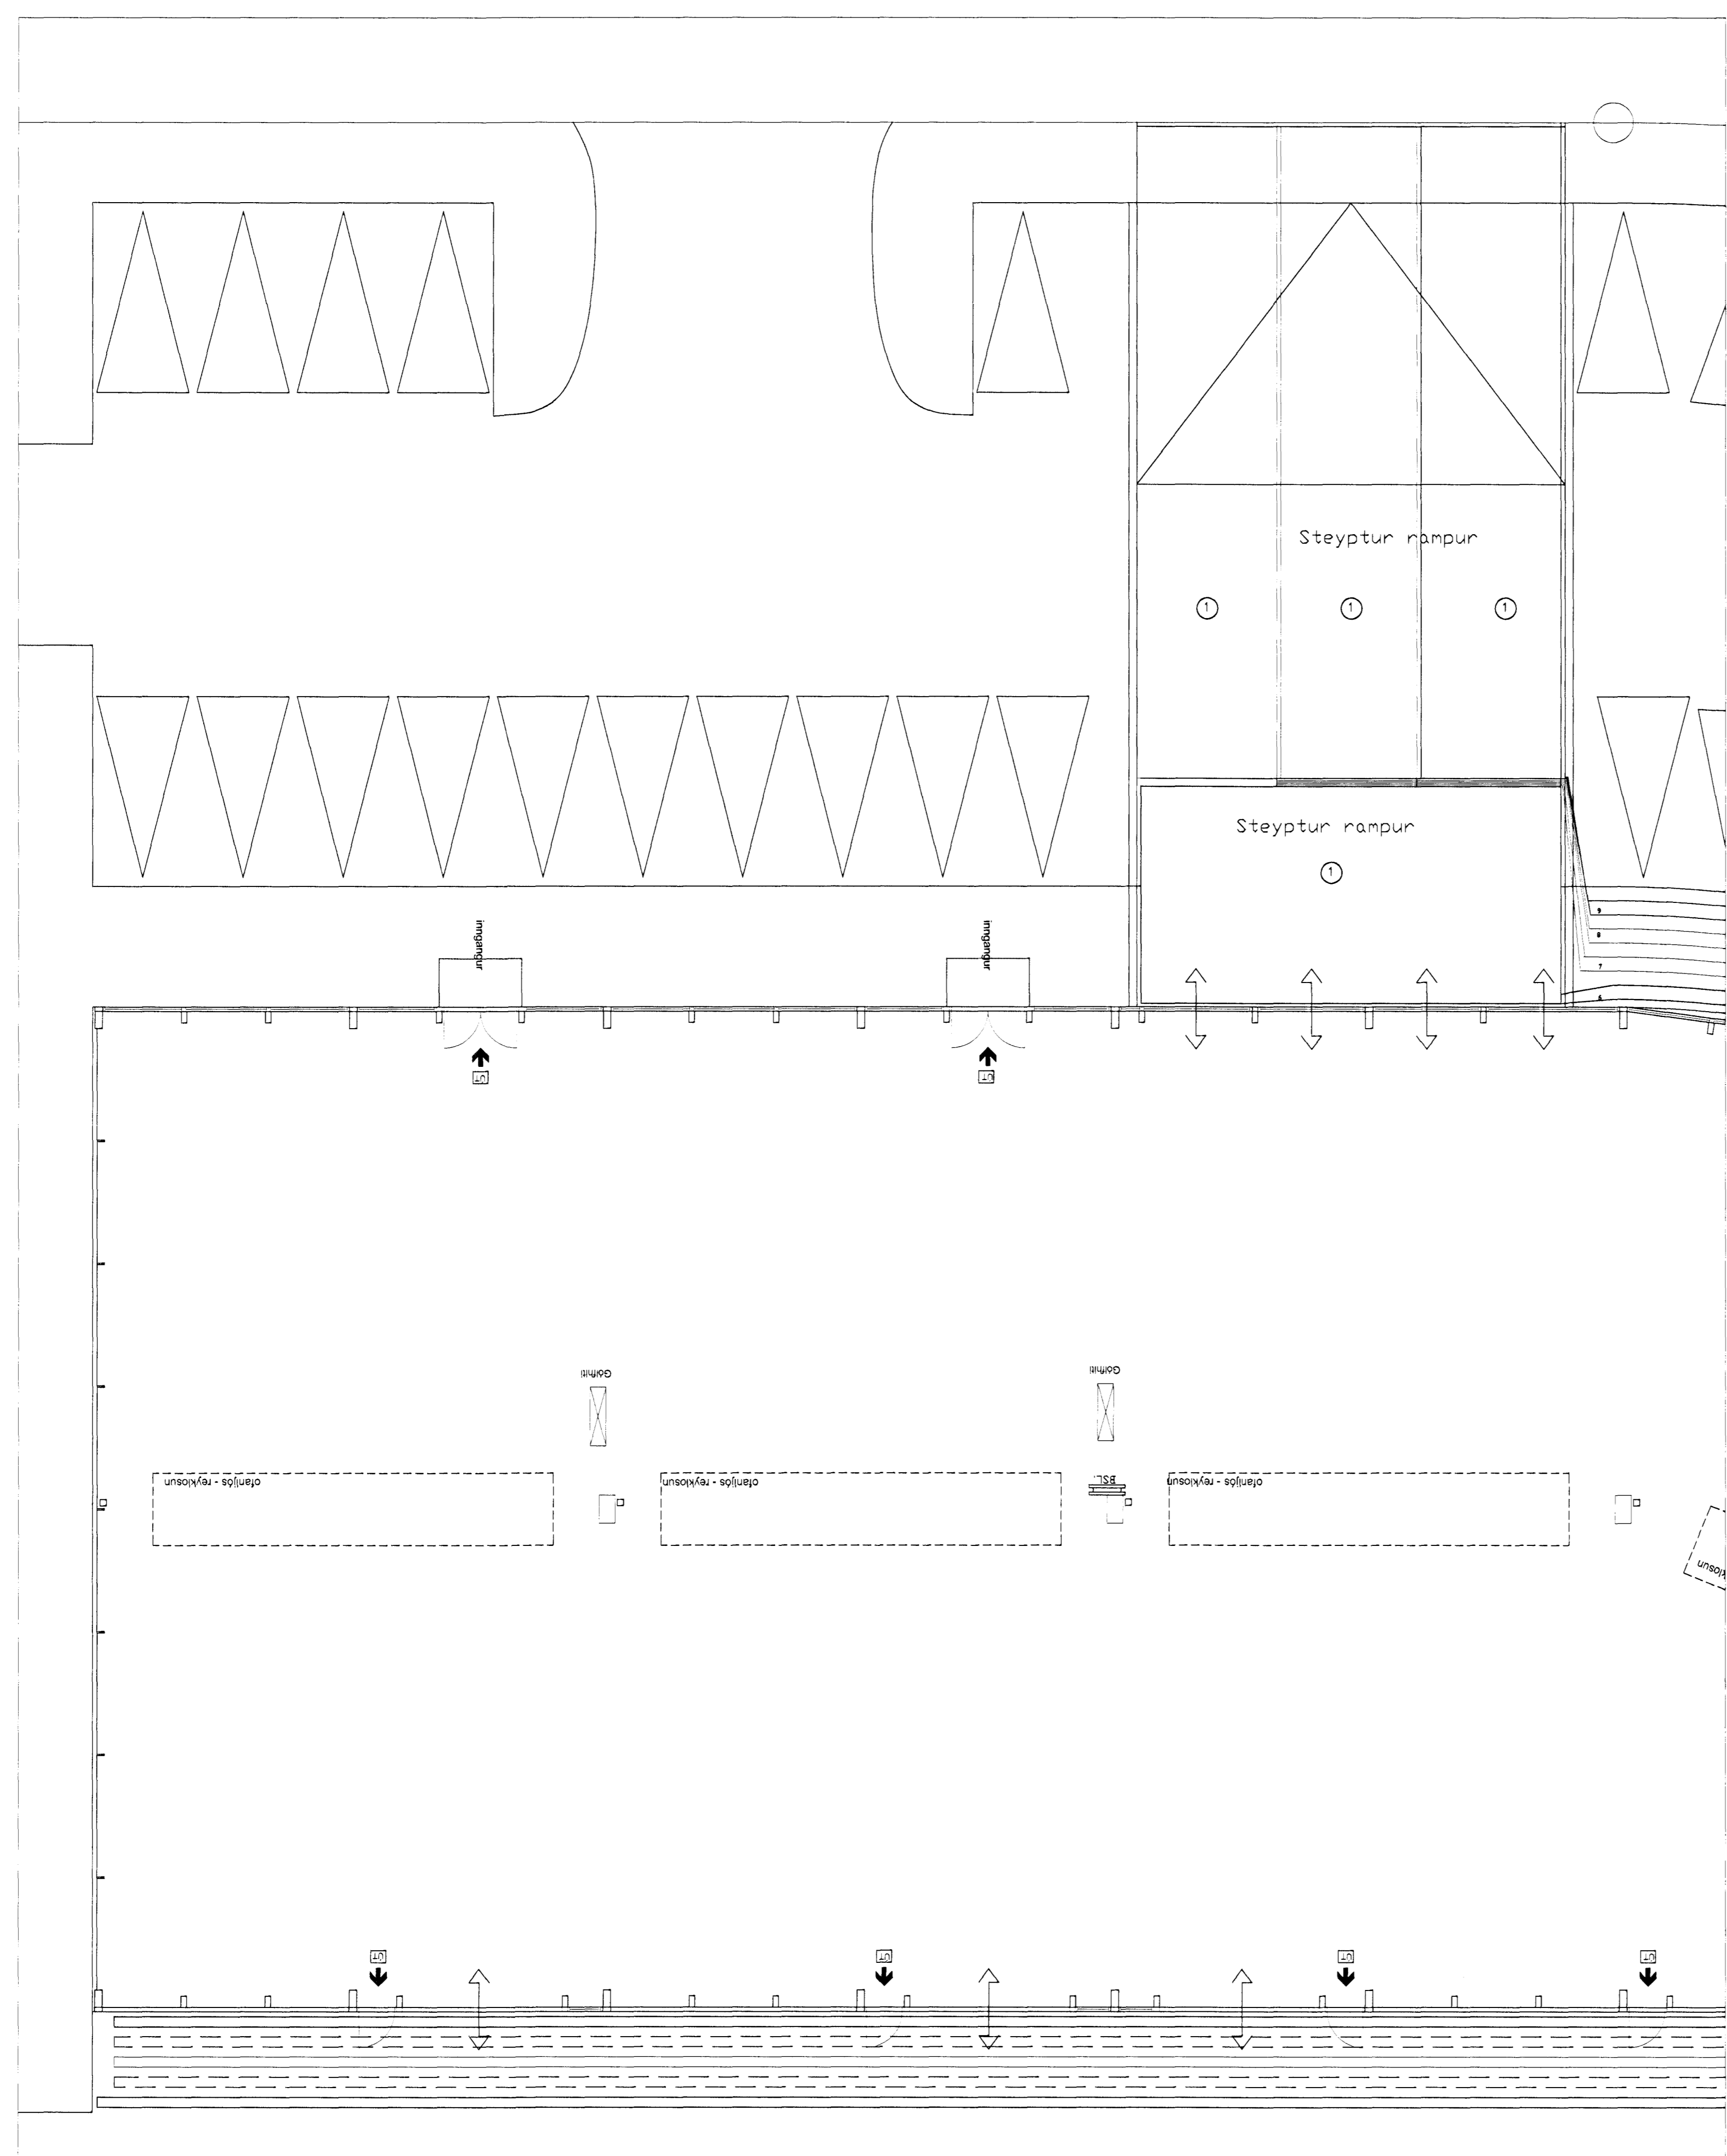 Steyptur rampur
1
1
1
Steyptur rampur
1
9
8
7
6
inngangur
inngangur
ÚT
ÚT
Gólfhiti
Gólfhiti
ofanljós - reyklosun
ofanljós - reyklosun
BSL.
ofanljós - reyklosun
ÚT
ÚT
ÚT
ÚT